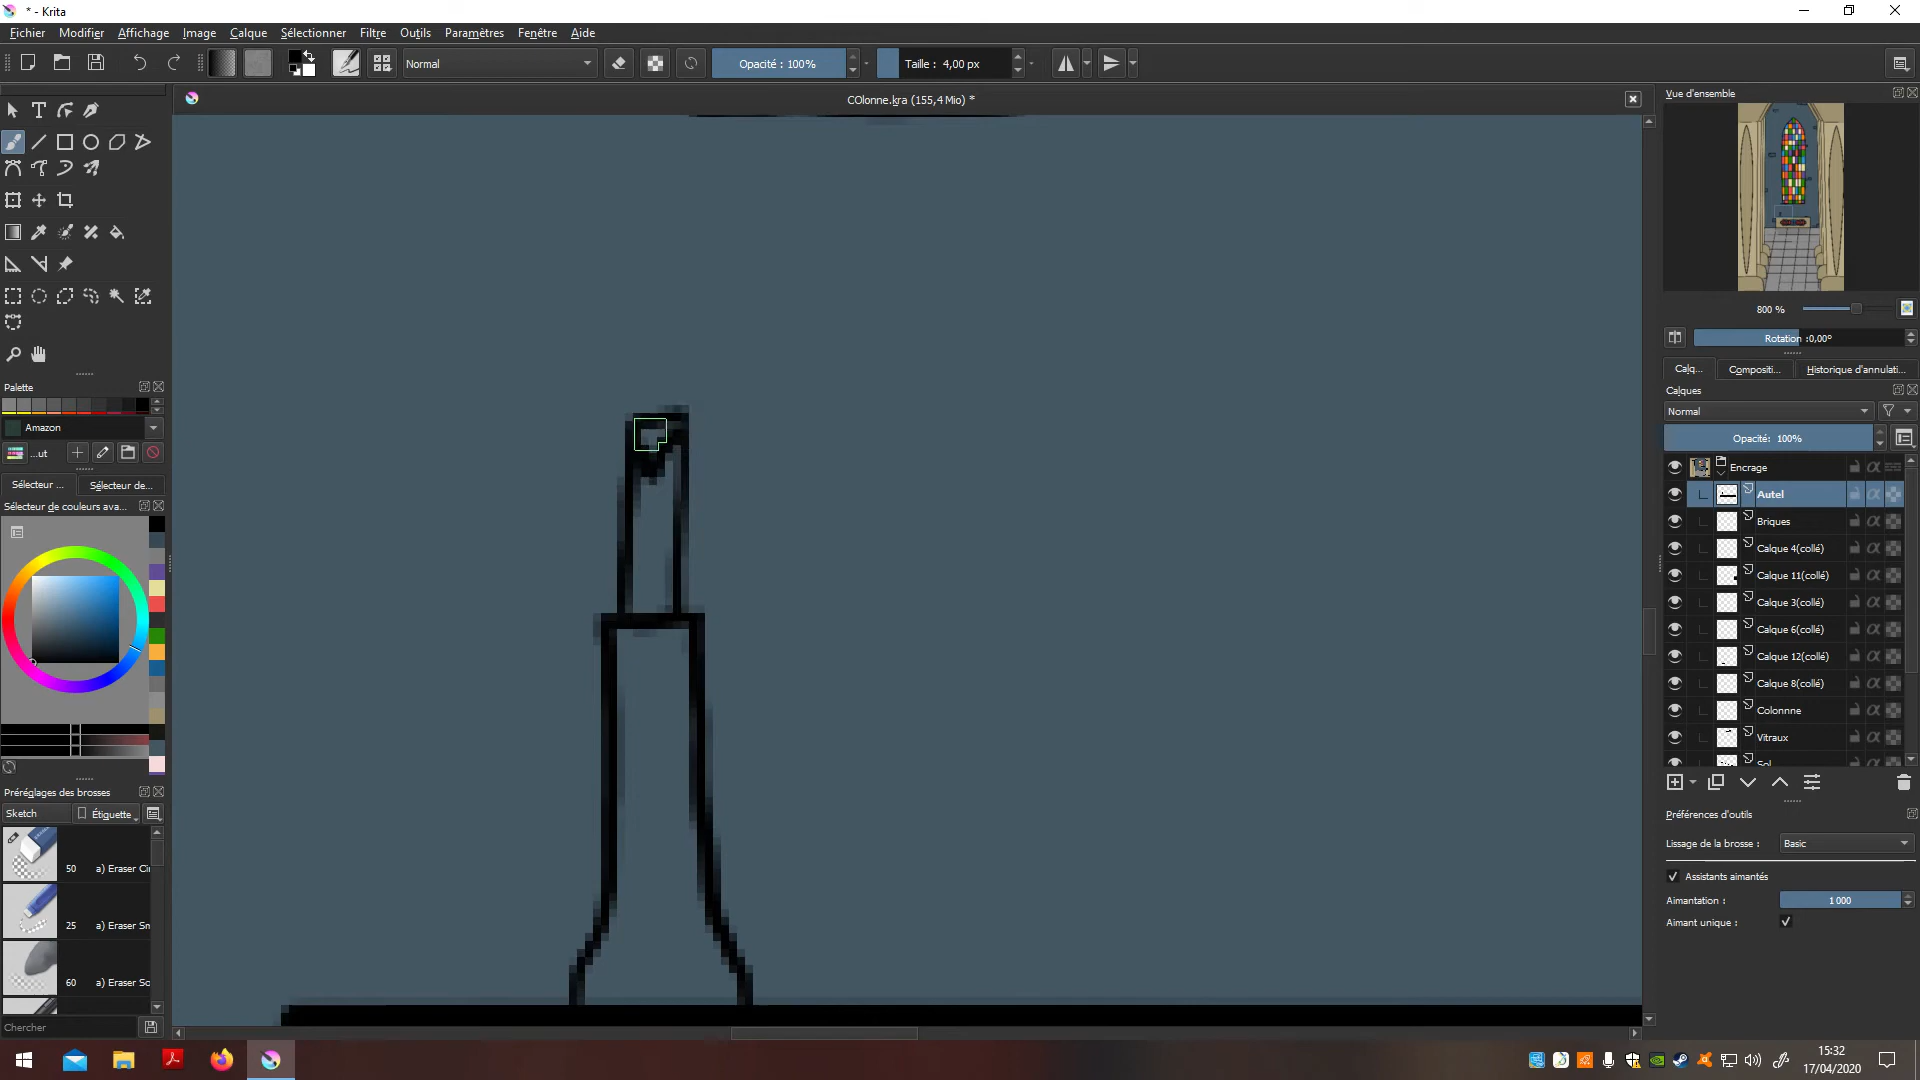 * - Krita
Fichier Modifier Affichage Image Calque Sélectionner Filtre Outils Paramètres Fenêtre Aide
Normal
Opacité : 100%
Taille : 4,00 px
COlonne.kra (155,4 Mio) *
Palette
Amazon
...ut
Sélecteur ...
Sélecteur de...
Sélecteur de couleurs ava...
Préréglages des brosses
Sketch
Étiquette
50 a) Eraser Cir
25 a) Eraser Sn
60 a) Eraser So
Chercher
Vue d'ensemble
800 %
Rotation :0,00°
Calq...
Compositi...
Historique d'annulati...
Calques
Normal
Opacité: 100%
Encrage
Autel
Briques
Calque 4(collé)
Calque 11(collé)
Calque 3(collé)
Calque 6(collé)
Calque 12(collé)
Calque 8(collé)
Colonnne
Vitraux
Sol
Préférences d'outils
Lissage de la brosse : Basic
Assistants aimantés
Aimantation : 1 000
Aimant unique :
15:32
17/04/2020